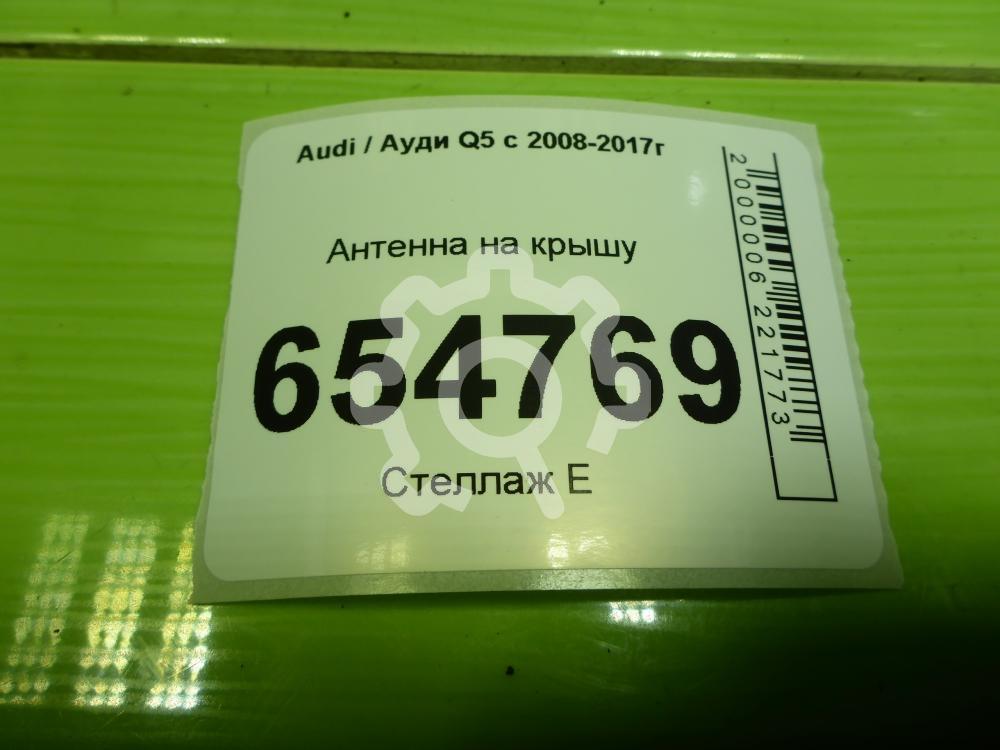 Audi / Ауди Q5 с 2008-2017г
Антенна на крышу
654769
Стеллаж Е
2000006221773